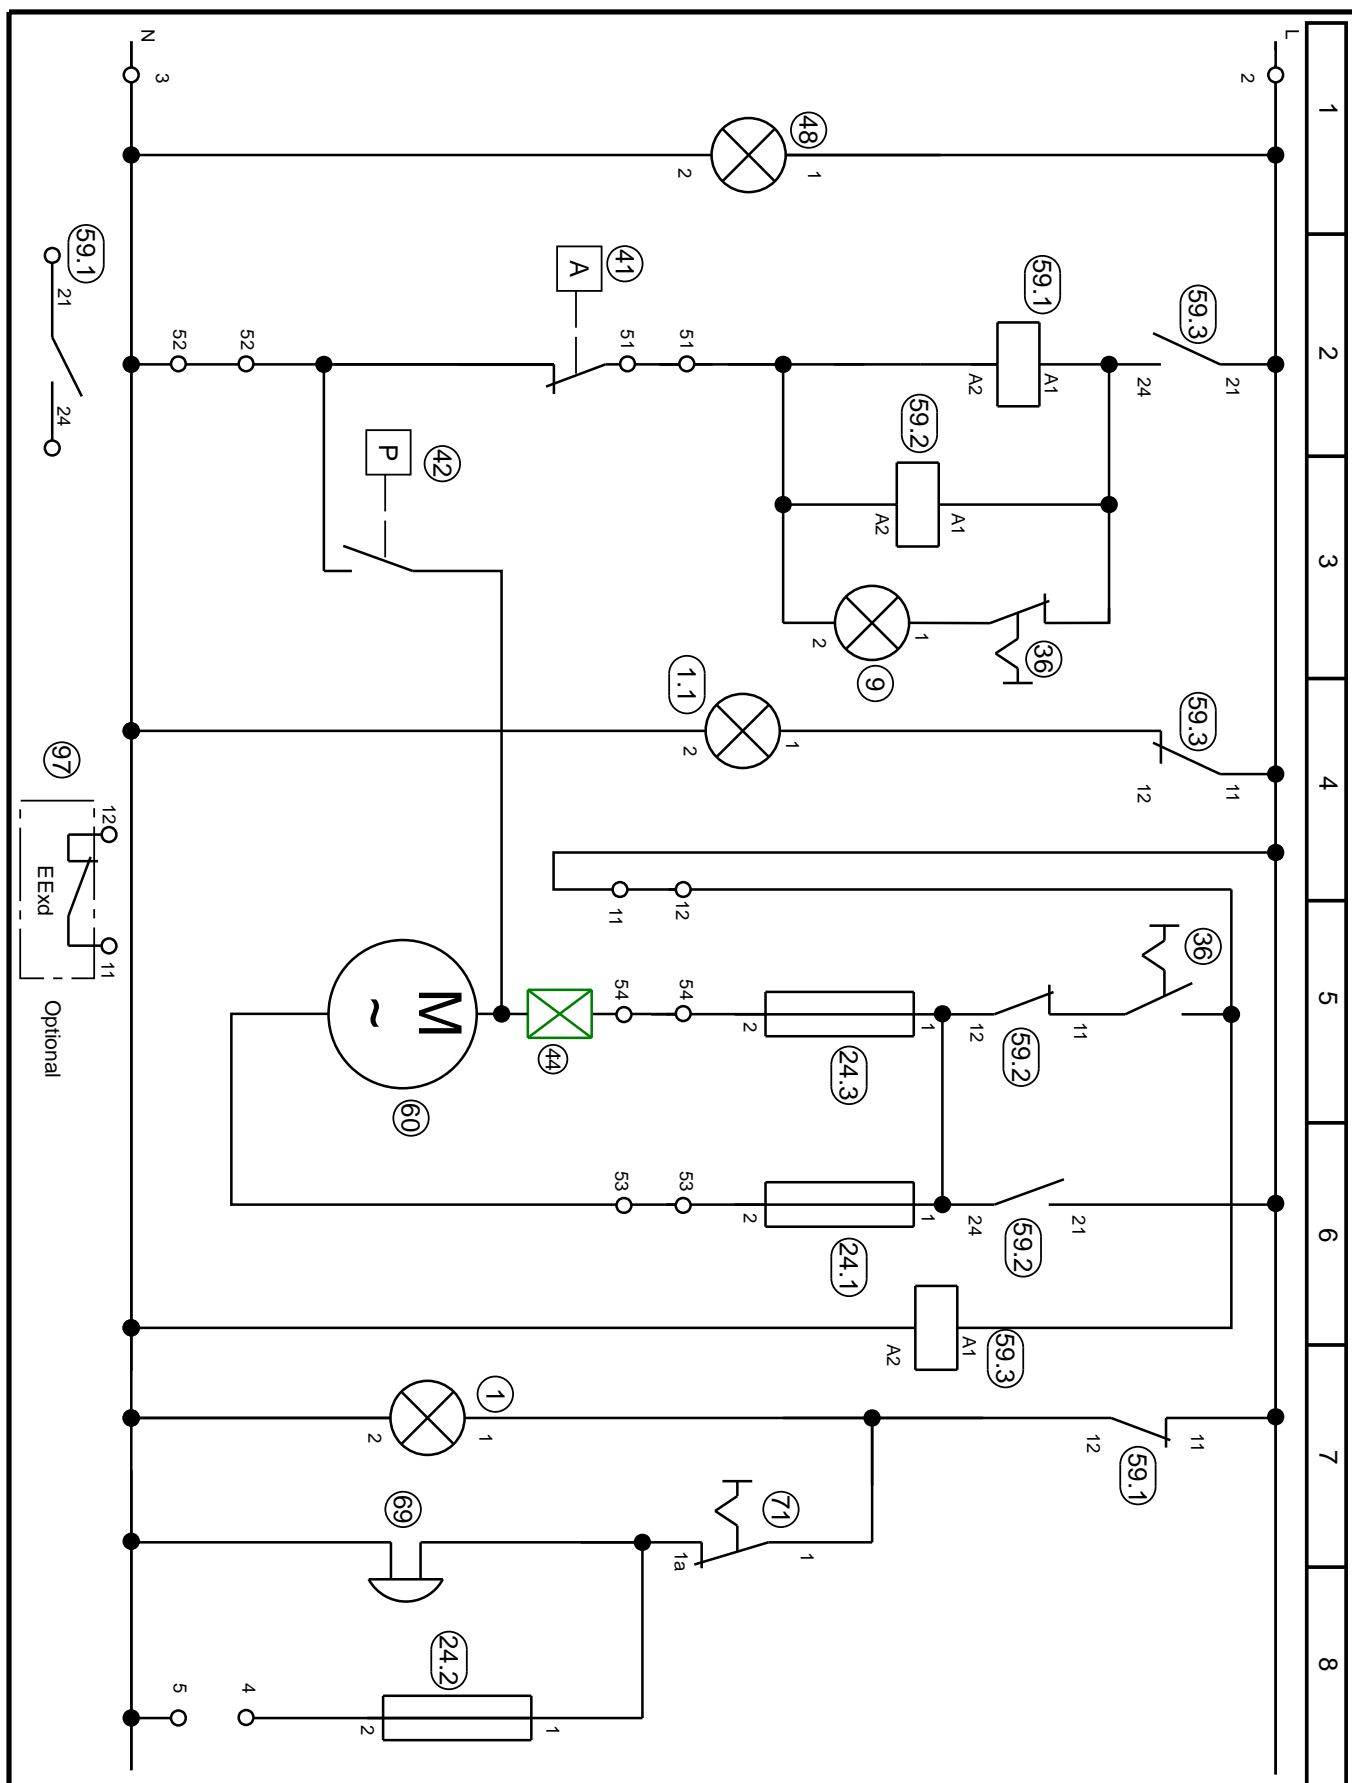 1 2 3 4 5 6 7 8
L
2
21 11
59.3 59.3 36 11
24 12 59.1
12
11 21
59.1 A1 36
59.2 59.2
59.3
A2 12 24 A1
A1
1 1 1
59.2
A2 A2
9
24.3 24.1
2
48 1 1
1 71
2 2
2 1.1 2
51 12 54 53 1a
41 51 11 54 53
A
44 1
1
42 M 1
24.2
P 60 69
~ 2 2
4
52 52 5
3
N
12 11
59.1 97
21 24
EExd Optional